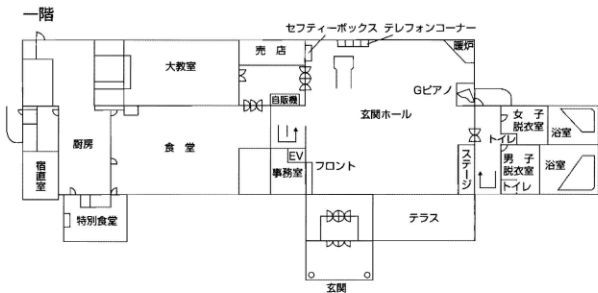 一階
セフティーボックス テレフォンコーナー
売店
暖炉
大教室
自販機
Gピアノ
玄関ホール
女子
脱衣室
浴室
トイレ
厨房
食堂
EV
フロント
事務室
ステージ
男子
脱衣室
浴室
トイレ
宿直室
特別食堂
テラス
玄関